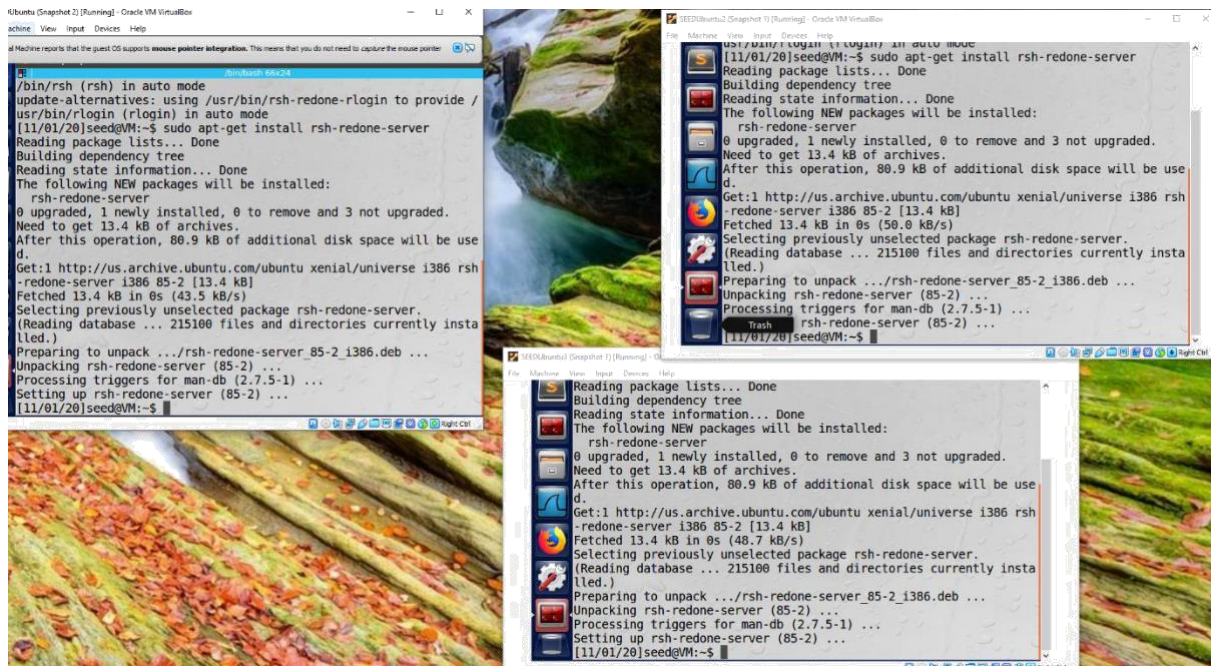 Ubuntu (Snapshot 2) [Running] - Oracle VM VirtualBox
View Input Devices Help
al Machine reports that the guest OS supports mouse pointer integration. This means that you do not need to capture the mouse pointer
/bin/bash 66x24
/bin/rsh (rsh) in auto mode
update-alternatives: using /usr/bin/rsh-redone-rlogin to provide /
usr/bin/rlogin (rlogin) in auto mode
[11/01/20]seed@VM:~$ sudo apt-get install rsh-redone-server
Reading package lists... Done
Building dependency tree
Reading state information... Done
The following NEW packages will be installed:
rsh-redone-server
0 upgraded, 1 newly installed, 0 to remove and 3 not upgraded.
Need to get 13.4 kB of archives.
After this operation, 80.9 kB of additional disk space will be use
d.
Get:1 http://us.archive.ubuntu.com/ubuntu xenial/universe i386 rsh
-redone-server i386 85-2 [13.4 kB]
Fetched 13.4 kB in 0s (43.5 kB/s)
Selecting previously unselected package rsh-redone-server.
(Reading database ... 215100 files and directories currently insta
lled.)
Preparing to unpack .../rsh-redone-server_85-2_i386.deb ...
Unpacking rsh-redone-server (85-2) ...
Processing triggers for man-db (2.7.5-1) ...
Setting up rsh-redone-server (85-2) ...
[11/01/20]seed@VM:~$
Right Ctrl
SEEDUbuntu2 (Snapshot 1) [Running] - Oracle VM VirtualBox
File Machine View Input Devices Help
usr/bin/rlogin (rlogin) in auto mode
[11/01/20]seed@VM:~$ sudo apt-get install rsh-redone-server
Reading package lists... Done
Building dependency tree
Reading state information... Done
The following NEW packages will be installed:
rsh-redone-server
0 upgraded, 1 newly installed, 0 to remove and 3 not upgraded.
Need to get 13.4 kB of archives.
After this operation, 80.9 kB of additional disk space will be use
d.
Get:1 http://us.archive.ubuntu.com/ubuntu xenial/universe i386 rsh
-redone-server i386 85-2 [13.4 kB]
Fetched 13.4 kB in 0s (50.0 kB/s)
Selecting previously unselected package rsh-redone-server.
(Reading database ... 215100 files and directories currently insta
lled.)
Preparing to unpack .../rsh-redone-server_85-2_i386.deb ...
Unpacking rsh-redone-server (85-2) ...
Processing triggers for man-db (2.7.5-1) ...
Trash rsh-redone-server (85-2) ...
[11/01/20]seed@VM:~$
Right Ctrl
SEEDUbuntu3 (Snapshot 1) [Running] - O
File Machine View Input Devices Help
Reading package lists... Done
Building dependency tree
Reading state information... Done
The following NEW packages will be installed:
rsh-redone-server
0 upgraded, 1 newly installed, 0 to remove and 3 not upgraded.
Need to get 13.4 kB of archives.
After this operation, 80.9 kB of additional disk space will be use
d.
Get:1 http://us.archive.ubuntu.com/ubuntu xenial/universe i386 rsh
-redone-server i386 85-2 [13.4 kB]
Fetched 13.4 kB in 0s (48.7 kB/s)
Selecting previously unselected package rsh-redone-server.
(Reading database ... 215100 files and directories currently insta
lled.)
Preparing to unpack .../rsh-redone-server_85-2_i386.deb ...
Unpacking rsh-redone-server (85-2) ...
Processing triggers for man-db (2.7.5-1) ...
Setting up rsh-redone-server (85-2) ...
[11/01/20]seed@VM:~$